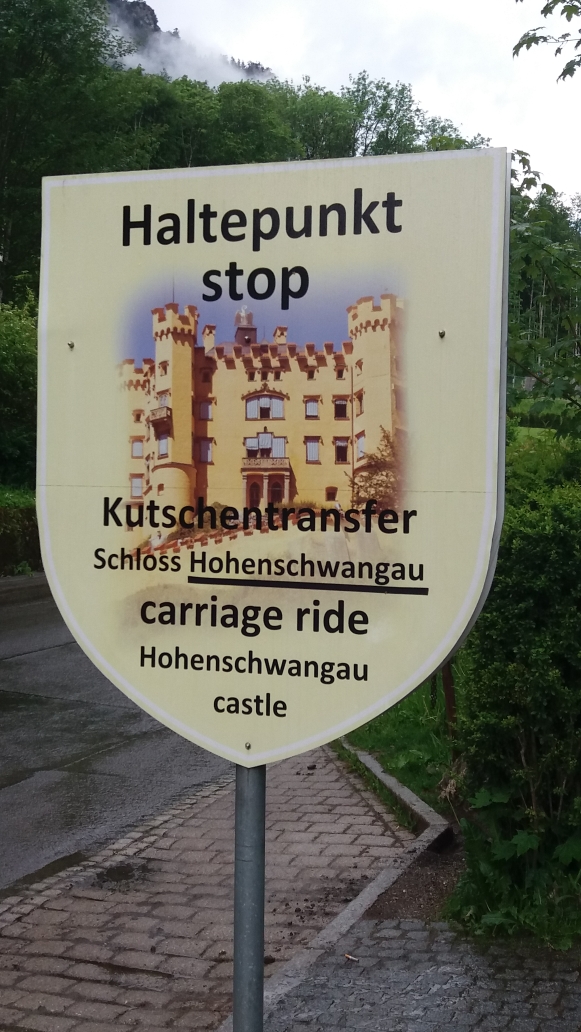 Haltepunkt
stop
Kutschentransfer
Schloss Hohenschwangau
carriage ride
Hohenschwangau
castle